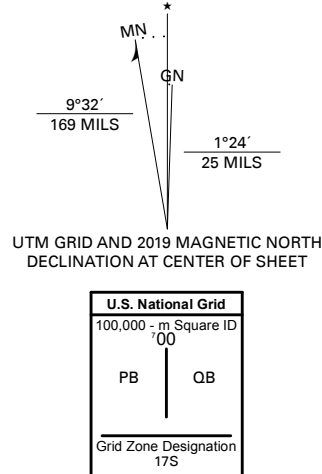 ★
MN
GN
9°32´
169 MILS
1°24´
25 MILS
UTM GRID AND 2019 MAGNETIC NORTH
DECLINATION AT CENTER OF SHEET
U.S. National Grid
100,000 - m Square ID
⁷00
PB QB
Grid Zone Designation
17S